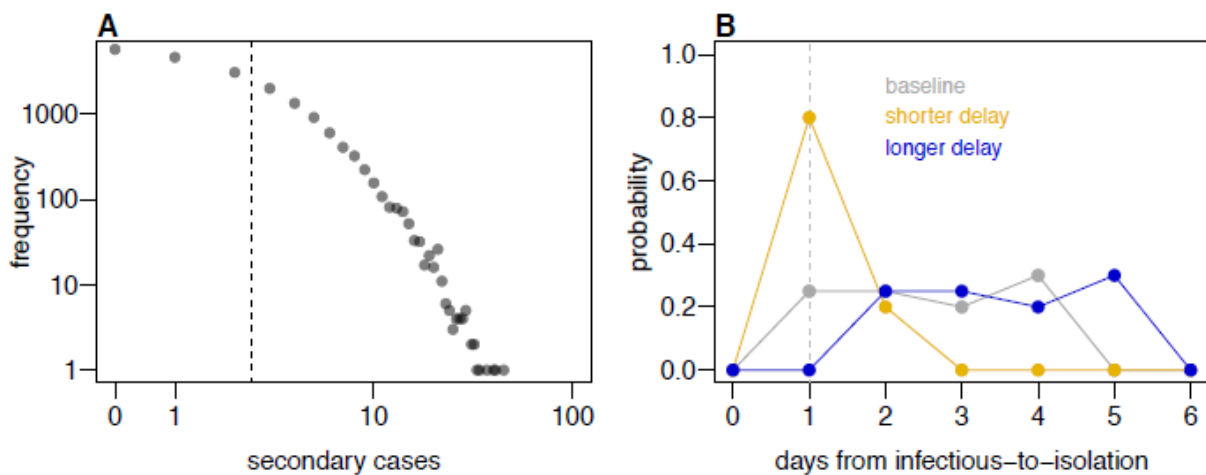 A
frequency
1000
100
10
1
0 1 10 100
secondary cases
B
probability
1.0
0.8
0.6
0.4
0.2
0.0
baseline
shorter delay
longer delay
0 1 2 3 4 5 6
days from infectious-to-isolation